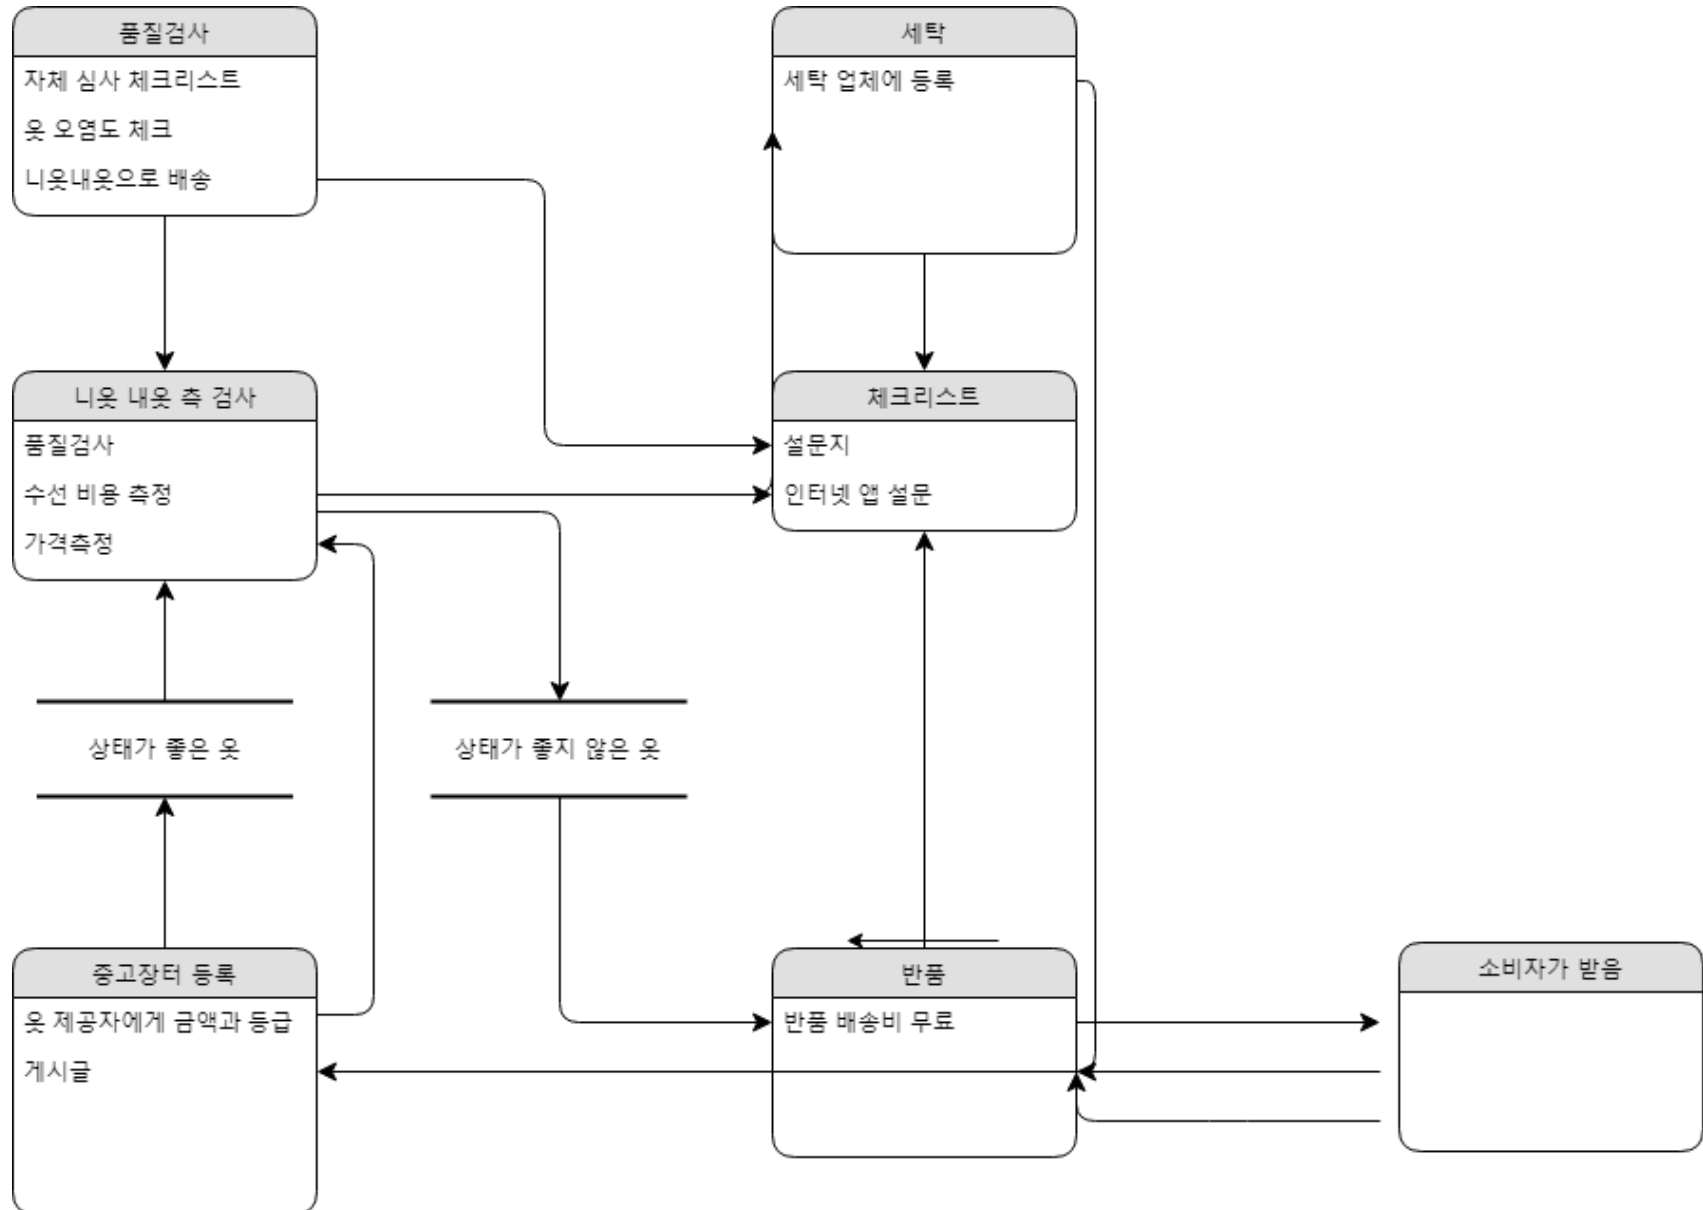 품질검사
자체 심사 체크리스트
옷 오염도 체크
니옷내옷으로 배송
세탁
세탁 업체에 등록
니옷 내옷 측 검사
품질검사
수선 비용 측정
가격측정
체크리스트
설문지
인터넷 앱 설문
상태가 좋은 옷
상태가 좋지 않은 옷
중고장터 등록
옷 제공자에게 금액과 등급
게시글
반품
반품 배송비 무료
소비자가 받음